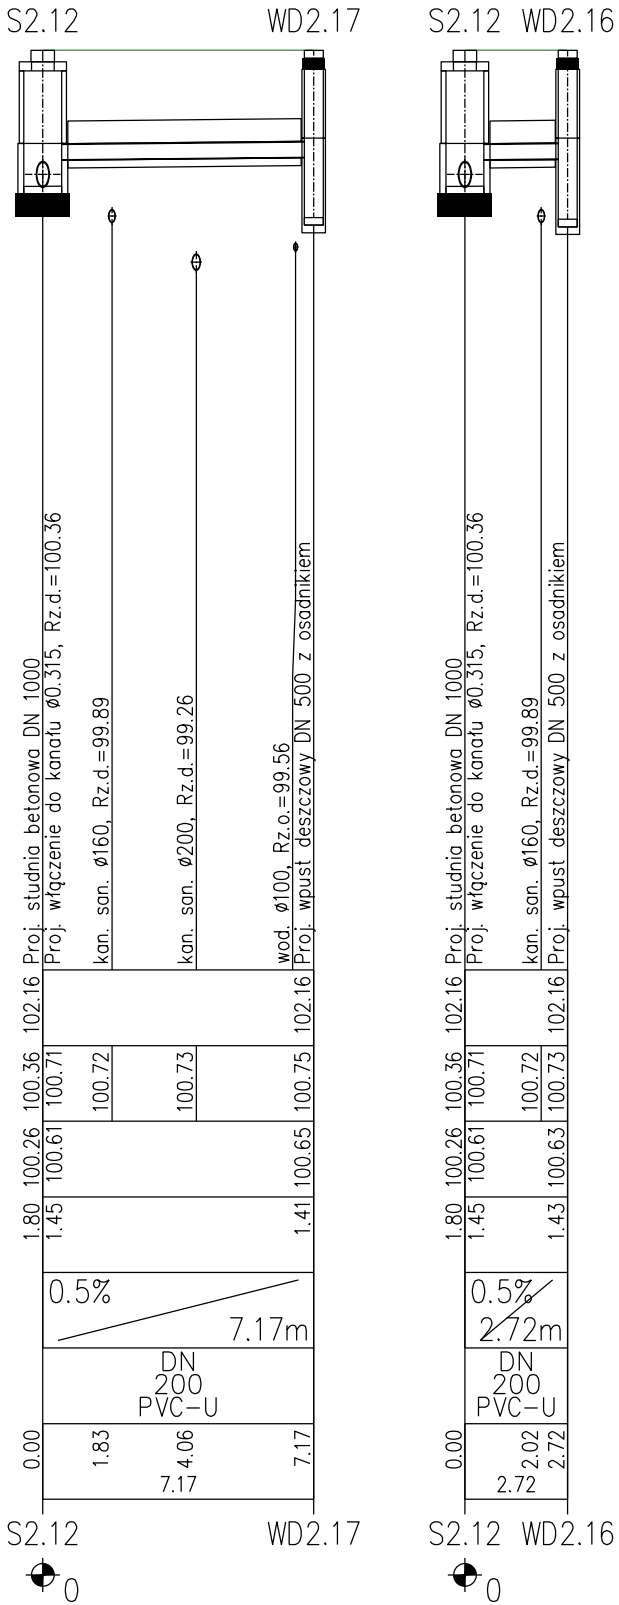 S2.12
WD2.17
S2.12
WD2.16
Proj. studnia betonowa DN 1000
Proj. włączenie do kanału ø0.315, Rz.d.=100.36
kan. san. ø160, Rz.d.=99.89
kan. san. ø200, Rz.d.=99.26
wod. ø100, Rz.o.=99.56
Proj. wpust deszczowy DN 500 z osadnikiem
Proj. studnia betonowa DN 1000
Proj. włączenie do kanału ø0.315, Rz.d.=100.36
kan. san. ø160, Rz.d.=99.89
Proj. wpust deszczowy DN 500 z osadnikiem
102.16
102.16
102.16
102.16
100.36
100.71
100.72
100.73
100.75
100.36
100.71
100.72
100.73
100.26
100.61
100.65
100.26
100.61
100.63
1.80
1.45
1.41
1.80
1.45
1.43
0.5%
7.17m
0.5%
2.72m
DN
200
PVC-U
DN
200
PVC-U
0.00
1.83
4.06
7.17
7.17
0.00
2.02
2.72
2.72
S2.12
WD2.17
S2.12
WD2.16
0
0